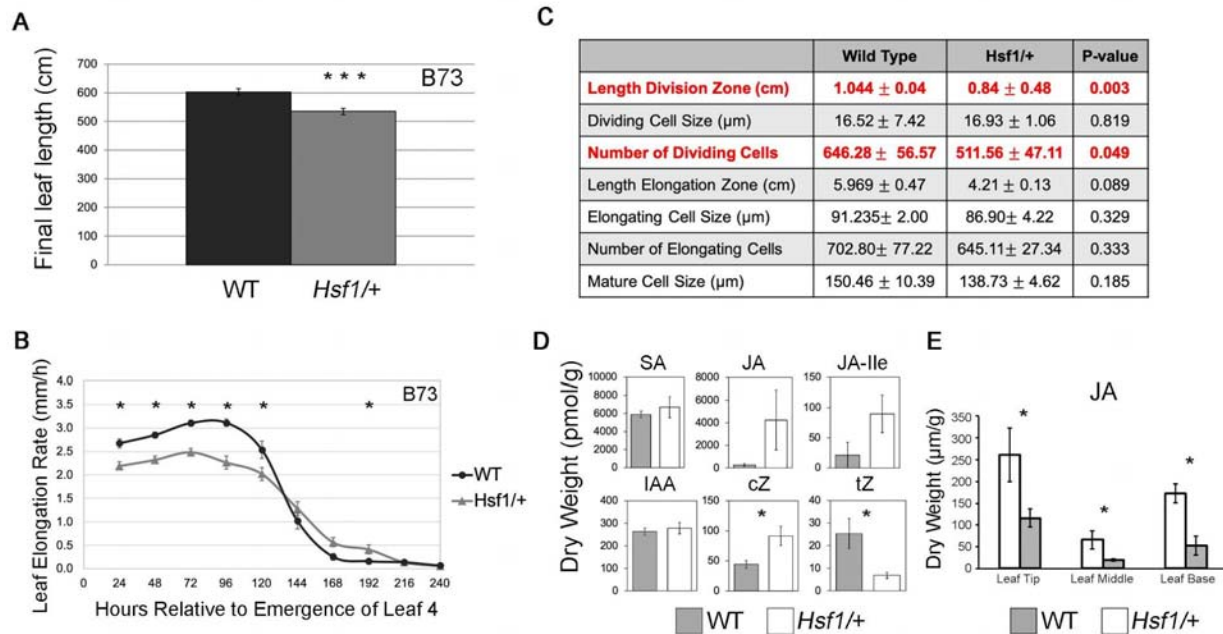 A
Final leaf length (cm)
700
600
500
400
300
200
100
0
* * *
B73
WT
Hsf1/+
C
Wild Type Hsf1/+ P-value
Length Division Zone (cm) 1.044 ± 0.04 0.84 ± 0.48 0.003
Dividing Cell Size (µm) 16.52 ± 7.42 16.93 ± 1.06 0.819
Number of Dividing Cells 646.28 ± 56.57 511.56 ± 47.11 0.049
Length Elongation Zone (cm) 5.969 ± 0.47 4.21 ± 0.13 0.089
Elongating Cell Size (µm) 91.235± 2.00 86.90± 4.22 0.329
Number of Elongating Cells 702.80± 77.22 645.11± 27.34 0.333
Mature Cell Size (µm) 150.46 ± 10.39 138.73 ± 4.62 0.185
B
Leaf Elongation Rate (mm/h)
4.0
3.5
3.0
2.5
2.0
1.5
1.0
0.5
0.0
* * * * * *
B73
WT
Hsf1/+
0 24 48 72 96 120 144 168 192 216 240
Hours Relative to Emergence of Leaf 4
D
Dry Weight (pmol/g)
SA
10000
8000
6000
4000
2000
0
JA
8000
6000
4000
2000
0
JA-Ile
150
100
50
0
IAA
400
300
200
100
0
cZ
150
100
50
0
*
tZ
40
30
20
10
0
*
WT Hsf1/+
E
JA
Dry Weight (µm/g)
350
300
250
200
150
100
50
0
* * *
Leaf Tip Leaf Middle Leaf Base
WT Hsf1/+